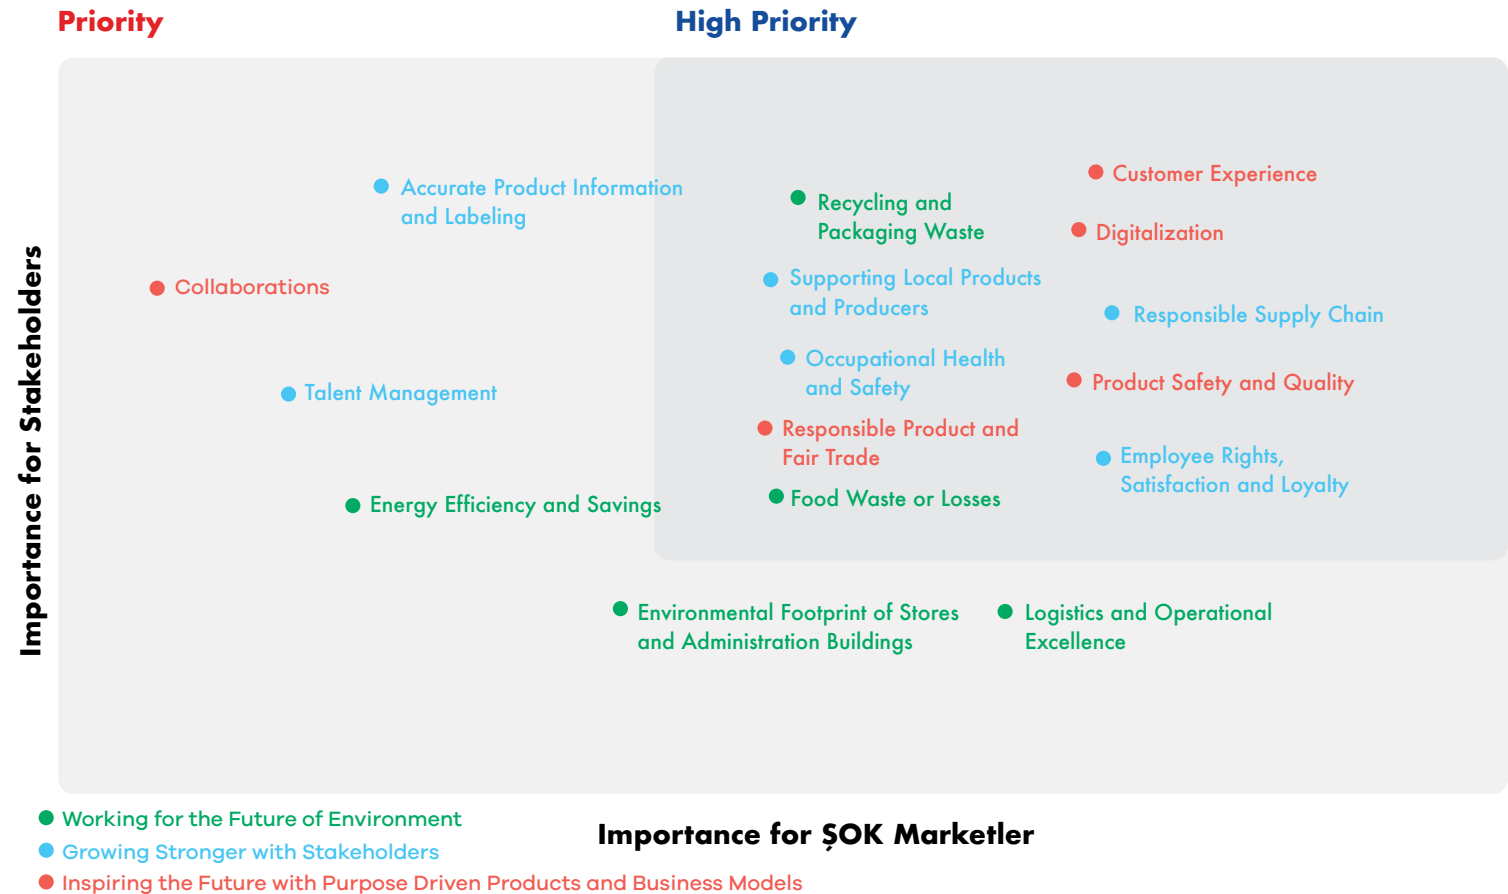 Priority
High Priority
Customer Experience
Accurate Product Information
and Labeling
Recycling and
Packaging Waste
Digitalization
Collaborations
Supporting Local Products
and Producers
Responsible Supply Chain
Occupational Health
and Safety
Talent Management
Product Safety and Quality
Responsible Product and
Fair Trade
Employee Rights,
Satisfaction and Loyalty
Energy Efficiency and Savings
Food Waste or Losses
Environmental Footprint of Stores
and Administration Buildings
Logistics and Operational
Excellence
Importance for Stakeholders
Importance for ŞOK Marketler
Working for the Future of Environment
Growing Stronger with Stakeholders
Inspiring the Future with Purpose Driven Products and Business Models